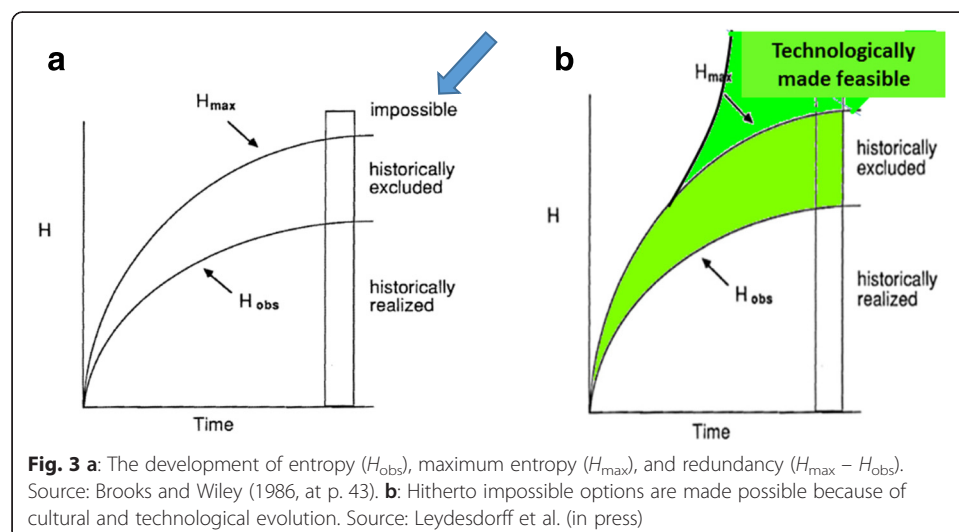 a
impossible
Hmax
historically
excluded
H
Hobs
historically
realized
Time
b
Technologically
made feasible
Hmax
historically
excluded
H
Hobs
historically
realized
Time
Fig. 3 a: The development of entropy (Hobs), maximum entropy (Hmax), and redundancy (Hmax – Hobs).
Source: Brooks and Wiley (1986, at p. 43). b: Hitherto impossible options are made possible because of
cultural and technological evolution. Source: Leydesdorff et al. (in press)